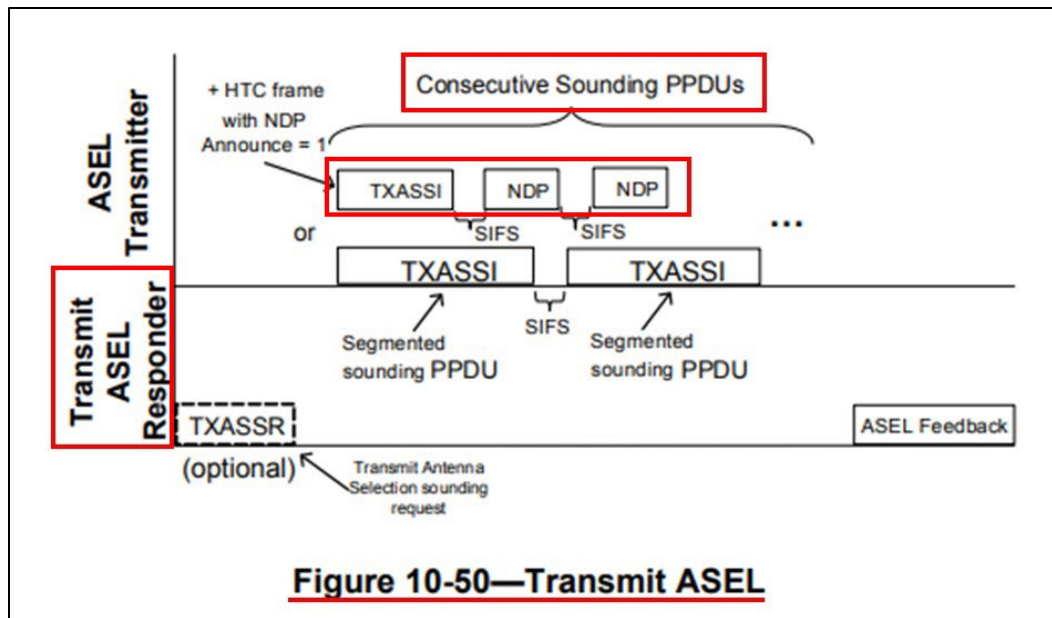 ASEL
Transmitter
+ HTC frame
with NDP
Announce = 1
Consecutive Sounding PPDUs
TXASSI
NDP
NDP
SIFS
SIFS
...
or
TXASSI
TXASSI
SIFS
Segmented
sounding PPDU
Segmented
sounding PPDU
Transmit
ASEL
Responder
TXASSR
(optional)
Transmit Antenna
Selection sounding
request
ASEL Feedback
Figure 10-50—Transmit ASEL